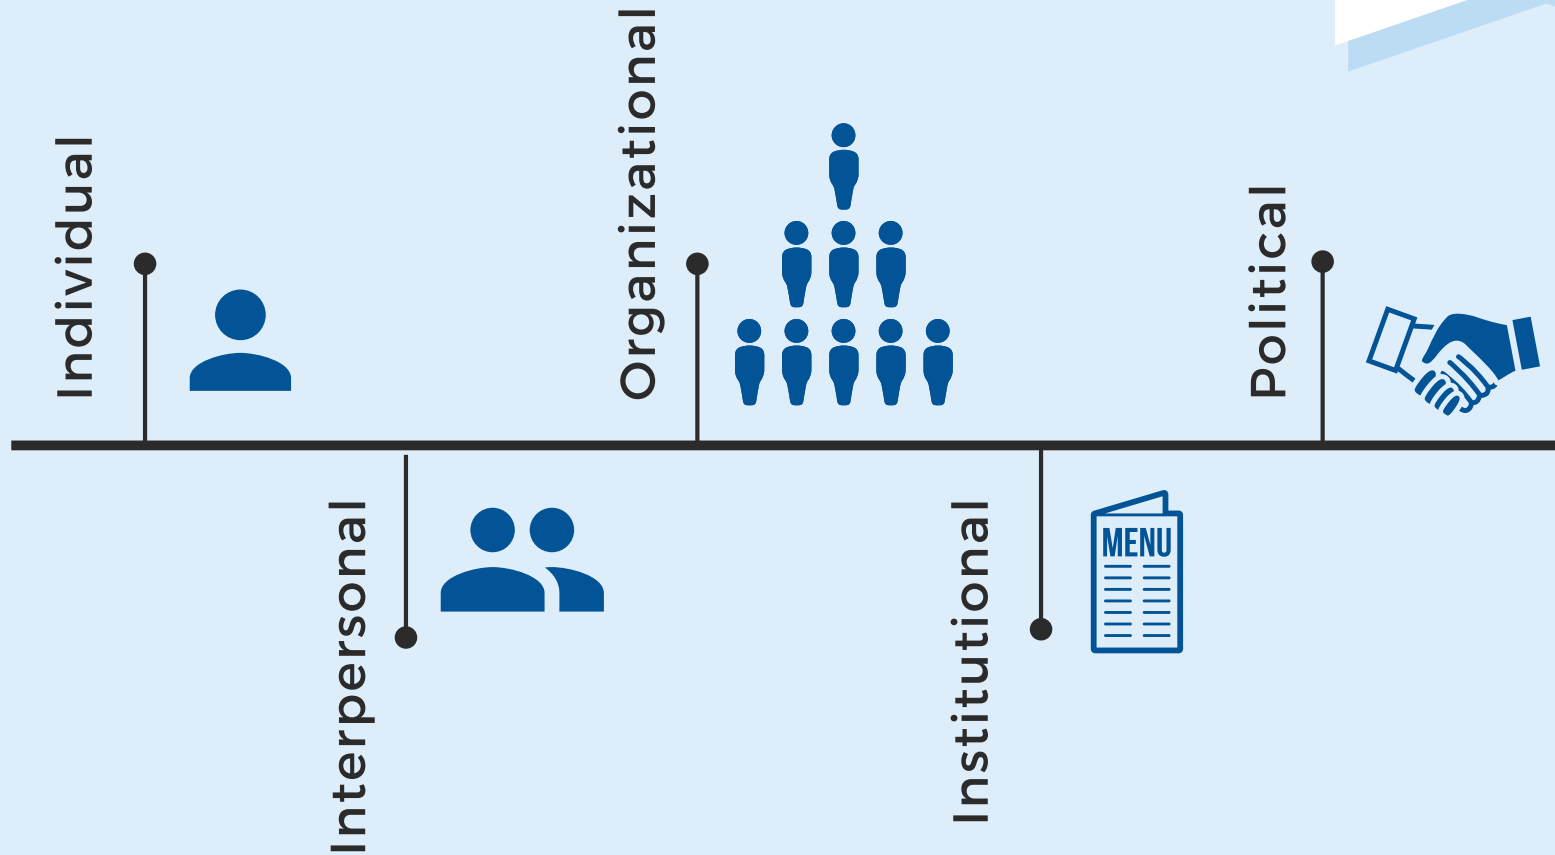 Individual
Interpersonal
Organizational
Institutional
MENU
Political